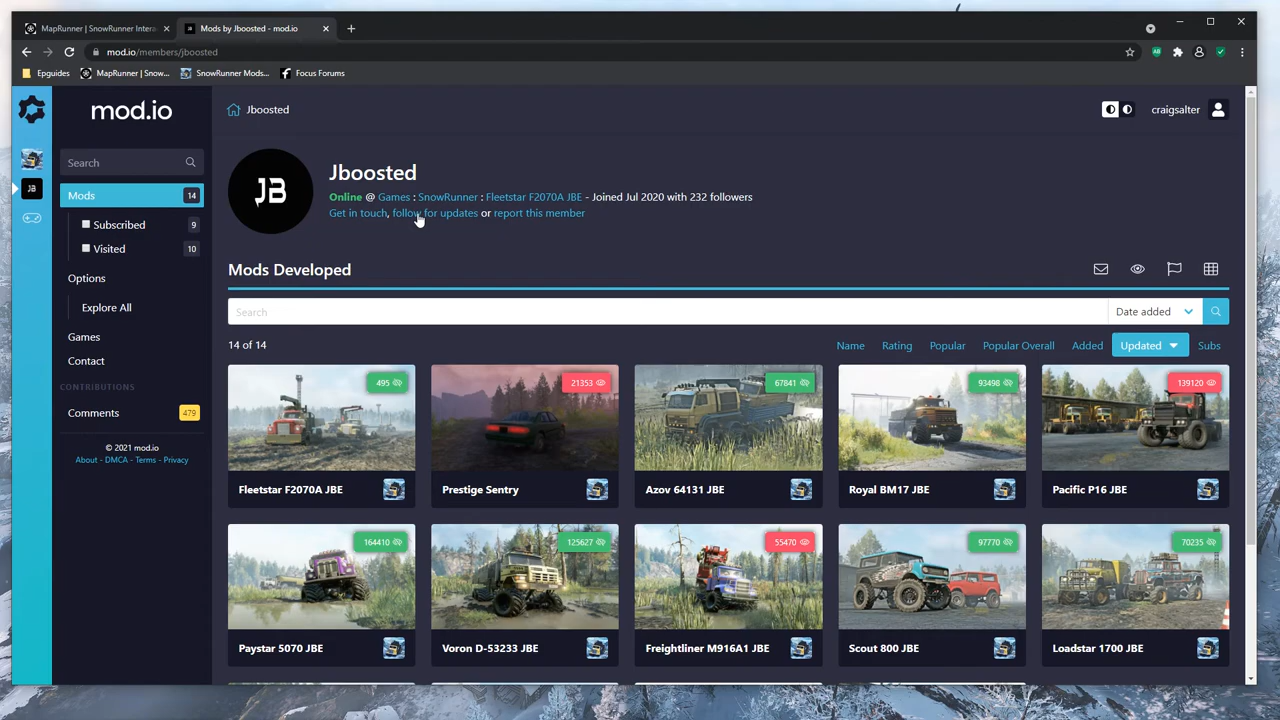 MapRunner | SnowRunner Intera
JB
Mods by Jboosted - mod.io
mod.io/members/jboosted
Epguides
MapRunner | Snow...
SnowRunner Mods...
Focus Forums
mod.io
Jboosted
craigsalter
Search
Mods 14
Subscribed 9
Visited 10
Options
Explore All
Games
Contact
CONTRIBUTIONS
Comments 479
© 2021 mod.io
About - DMCA - Terms - Privacy
JB
JB
Jboosted
Online @ Games : SnowRunner : Fleetstar F2070A JBE - Joined Jul 2020 with 232 followers
Get in touch, follow for updates or report this member
Mods Developed
Search
Date added
14 of 14
Name Rating Popular Popular Overall Added Updated Subs
495
21353
67841
93498
139120
Fleetstar F2070A JBE
Prestige Sentry
Azov 64131 JBE
Royal BM17 JBE
Pacific P16 JBE
164410
125627
55470
97770
70235
Paystar 5070 JBE
Voron D-53233 JBE
Freightliner M916A1 JBE
Scout 800 JBE
Loadstar 1700 JBE